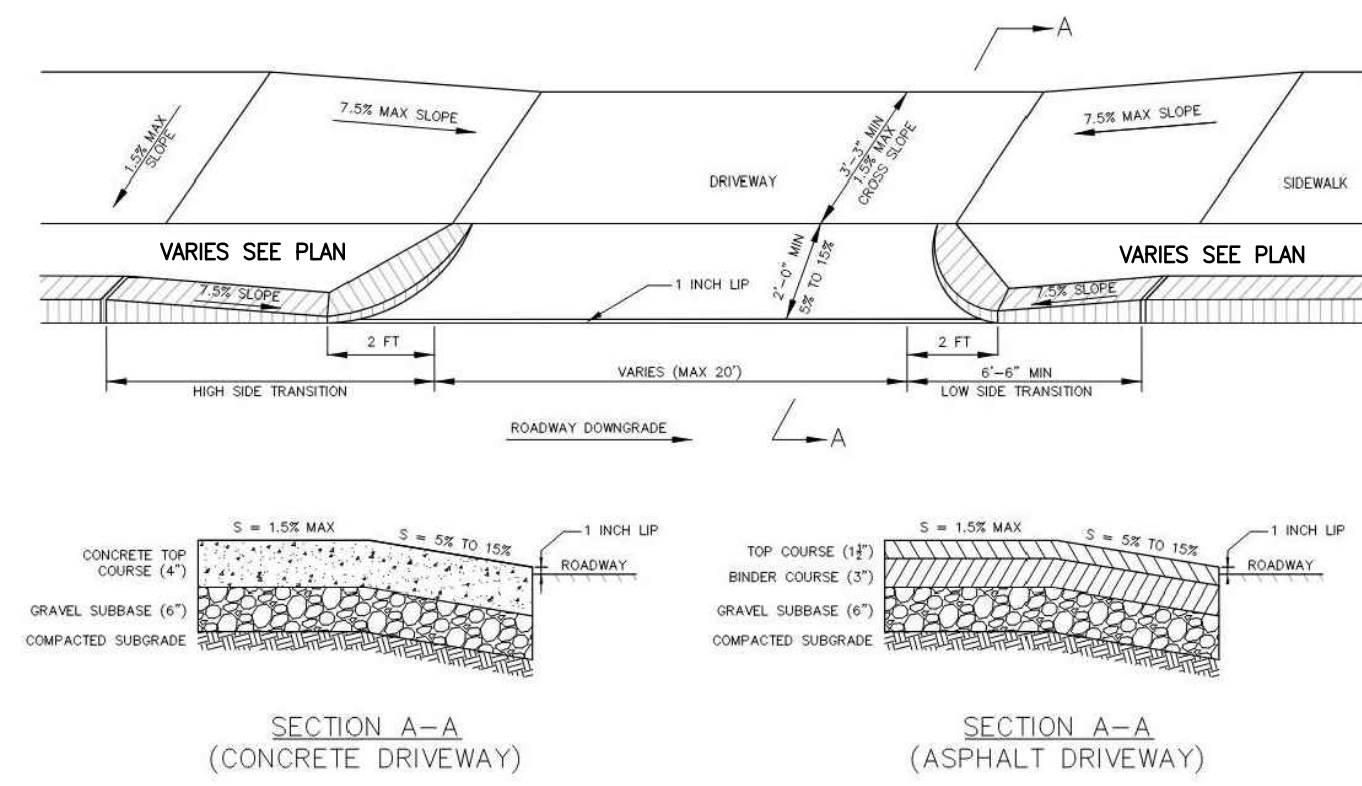 A
7.5% MAX SLOPE
7.5% MAX SLOPE
1.5% MAX
SLOPE
3'-3" MIN
1.5% MAX
CROSS SLOPE
DRIVEWAY
SIDEWALK
VARIES SEE PLAN
VARIES SEE PLAN
2'-0" MIN
5% TO 15%
1 INCH LIP
7.5% SLOPE
7.5% SLOPE
2 FT
2 FT
VARIES (MAX 20')
6'-6" MIN
HIGH SIDE TRANSITION
LOW SIDE TRANSITION
ROADWAY DOWNGRADE
A
S = 1.5% MAX
S = 5% TO 15%
1 INCH LIP
CONCRETE TOP
COURSE (4")
ROADWAY
GRAVEL SUBBASE (6")
COMPACTED SUBGRADE
SECTION A-A
(CONCRETE DRIVEWAY)
S = 1.5% MAX
S = 5% TO 15%
1 INCH LIP
TOP COURSE (1½")
ROADWAY
BINDER COURSE (3")
GRAVEL SUBBASE (6")
COMPACTED SUBGRADE
SECTION A-A
(ASPHALT DRIVEWAY)